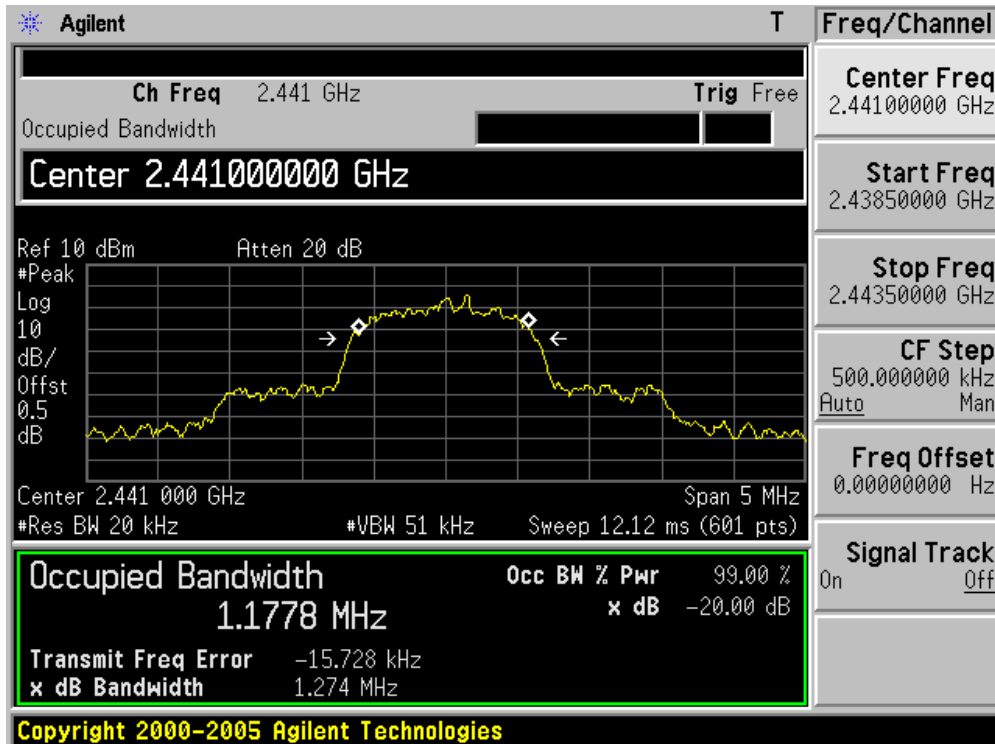 Agilent T Freq/Channel
Ch Freq 2.441 GHz Trig Free
Occupied Bandwidth
Center 2.441000000 GHz
Ref 10 dBm Atten 20 dB
#Peak
Log
10
dB/
Offst
0.5
dB
Center 2.441 000 GHz Span 5 MHz
#Res BW 20 kHz #VBW 51 kHz Sweep 12.12 ms (601 pts)
Occupied Bandwidth
1.1778 MHz
Occ BW % Pwr 99.00 %
x dB -20.00 dB
Transmit Freq Error -15.728 kHz
x dB Bandwidth 1.274 MHz
Center Freq
2.44100000 GHz
Start Freq
2.43850000 GHz
Stop Freq
2.44350000 GHz
CF Step
500.000000 kHz
Auto Man
Freq Offset
0.00000000 Hz
Signal Track
On Off
Copyright 2000-2005 Agilent Technologies